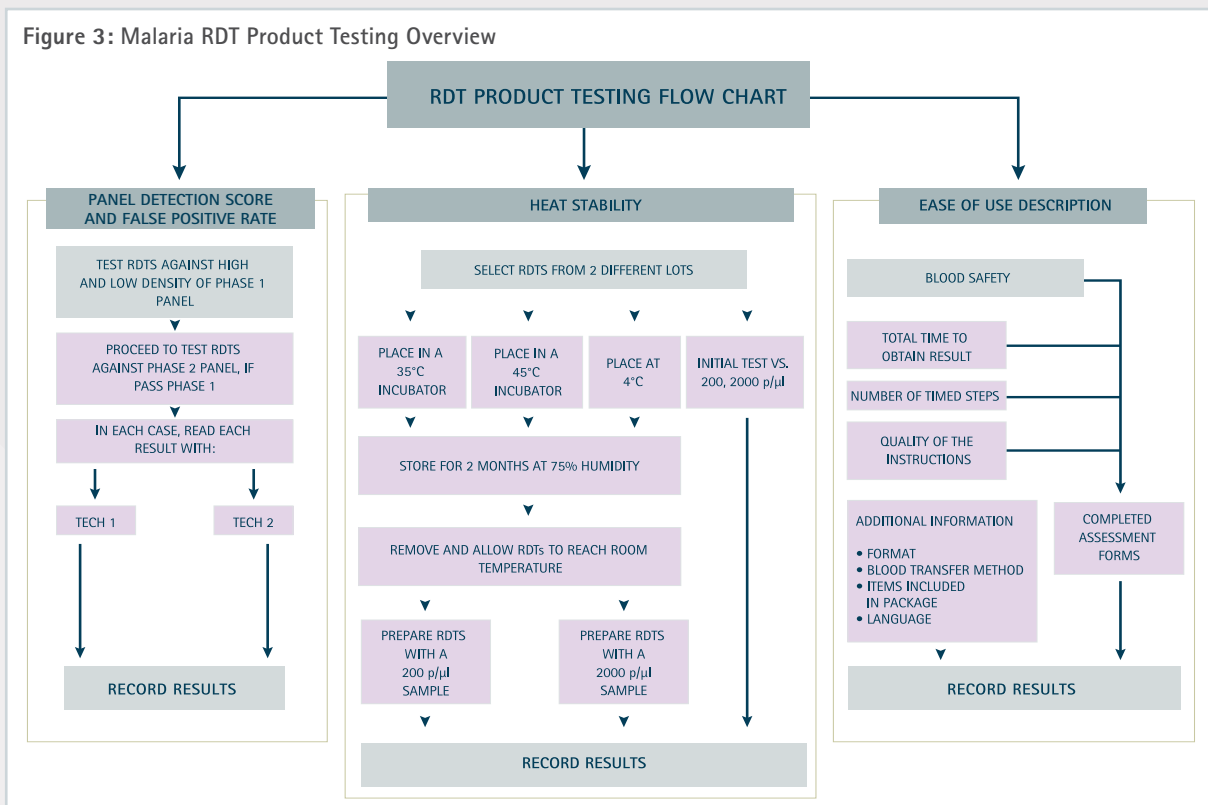 Figure 3: Malaria RDT Product Testing Overview
RDT PRODUCT TESTING FLOW CHART
PANEL DETECTION SCORE
AND FALSE POSITIVE RATE
TEST RDTS AGAINST HIGH
AND LOW DENSITY OF PHASE 1
PANEL
PROCEED TO TEST RDTS
AGAINST PHASE 2 PANEL, IF
PASS PHASE 1
IN EACH CASE, READ EACH
RESULT WITH:
TECH 1
TECH 2
RECORD RESULTS
HEAT STABILITY
SELECT RDTS FROM 2 DIFFERENT LOTS
PLACE IN A
35°C
INCUBATOR
PLACE IN A
45°C
INCUBATOR
PLACE AT
4°C
INITIAL TEST VS.
200, 2000 p/µl
STORE FOR 2 MONTHS AT 75% HUMIDITY
REMOVE AND ALLOW RDTs TO REACH ROOM
TEMPERATURE
PREPARE RDTS
WITH A
200 p/µl
SAMPLE
PREPARE RDTS
WITH A
2000 p/µl
SAMPLE
RECORD RESULTS
EASE OF USE DESCRIPTION
BLOOD SAFETY
TOTAL TIME TO
OBTAIN RESULT
NUMBER OF TIMED STEPS
QUALITY OF THE
INSTRUCTIONS
ADDITIONAL INFORMATION
• FORMAT
• BLOOD TRANSFER METHOD
• ITEMS INCLUDED
IN PACKAGE
• LANGUAGE
COMPLETED
ASSESSMENT
FORMS
RECORD RESULTS